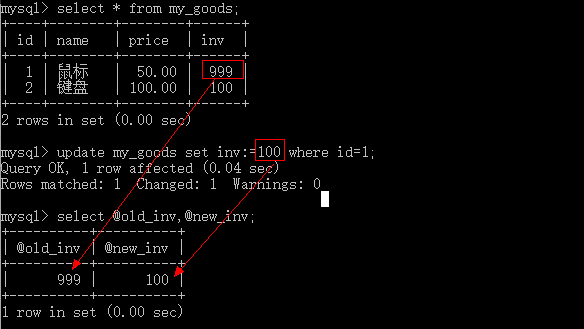 mysql> select * from my_goods;
+----+------+--------+------+
| id | name | price | inv |
+----+------+--------+------+
| 1 | 鼠标 | 50.00 | 999 |
| 2 | 键盘 | 100.00 | 100 |
+----+------+--------+------+
2 rows in set (0.00 sec)
mysql> update my_goods set inv:=100 where id=1;
Query OK, 1 row affected (0.04 sec)
Rows matched: 1 Changed: 1 Warnings: 0
mysql> select @old_inv,@new_inv;
+----------+----------+
| @old_inv | @new_inv |
+----------+----------+
| 999 | 100 |
+----------+----------+
1 row in set (0.00 sec)